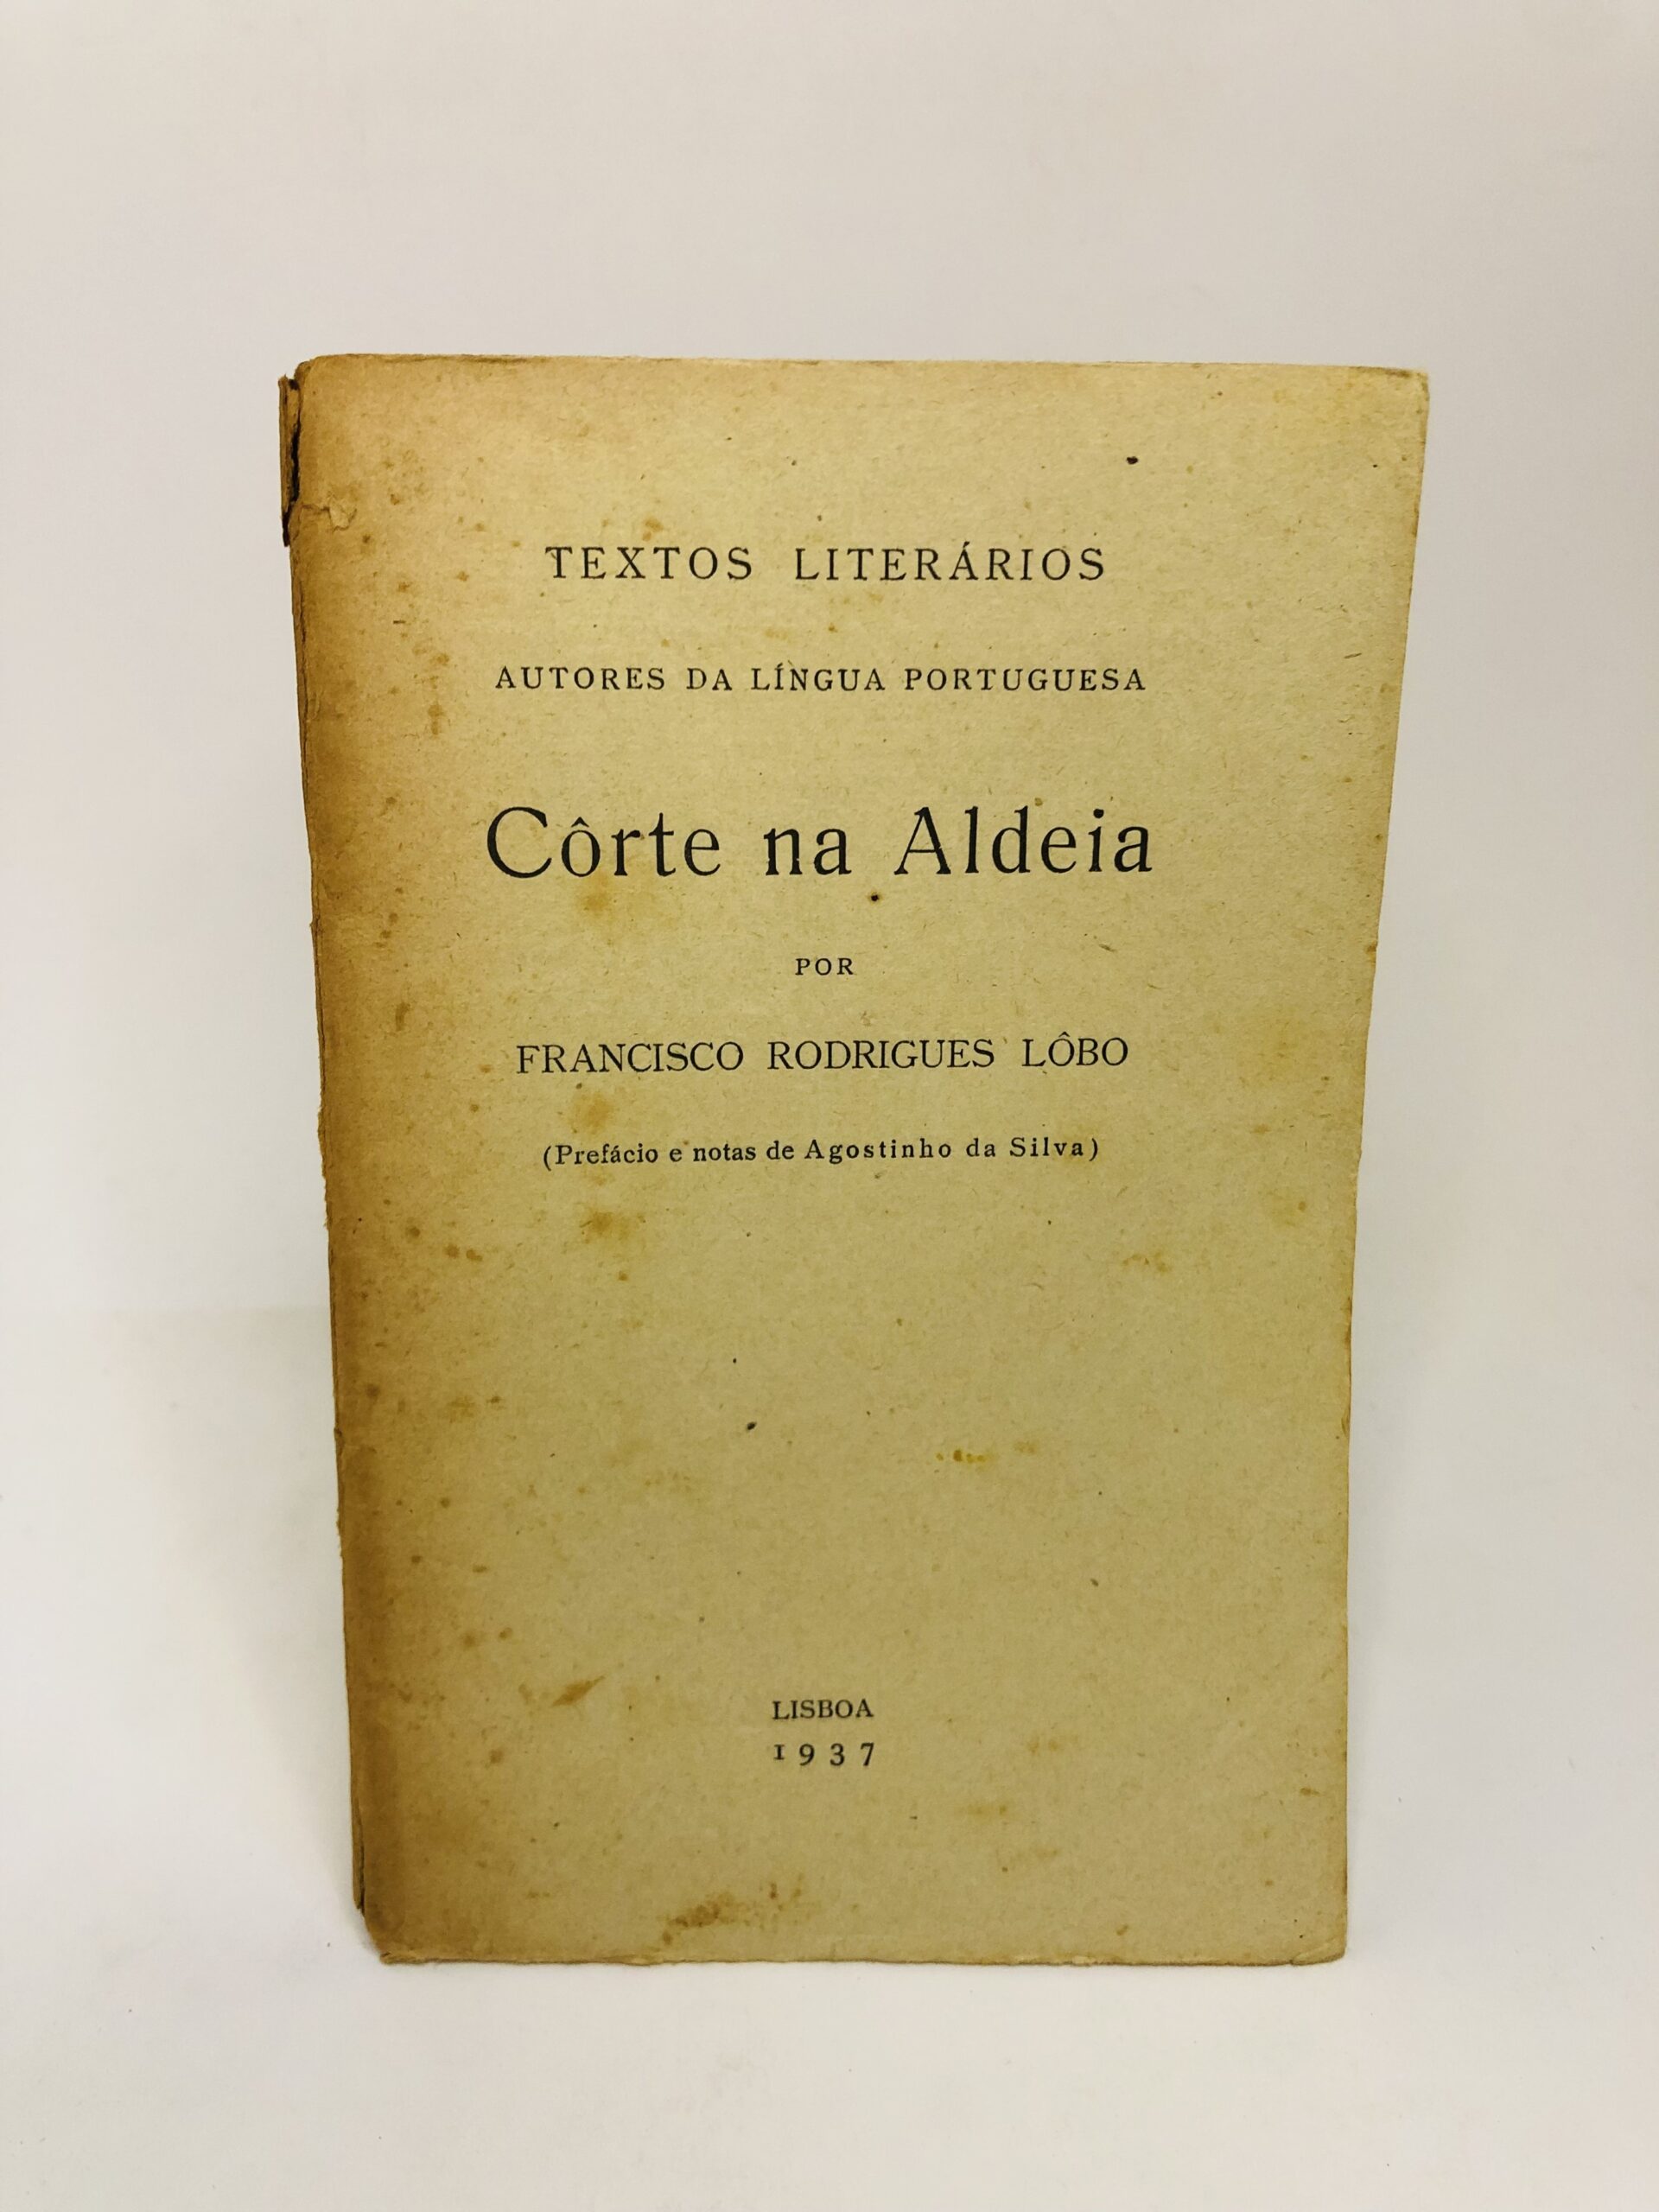 TEXTOS LITERÁRIOS
AUTORES DA LÍNGUA PORTUGUESA
Côrte na Aldeia
POR
FRANCISCO RODRIGUES LÔBO
(Prefácio e notas de Agostinho da Silva)
LISBOA
1937